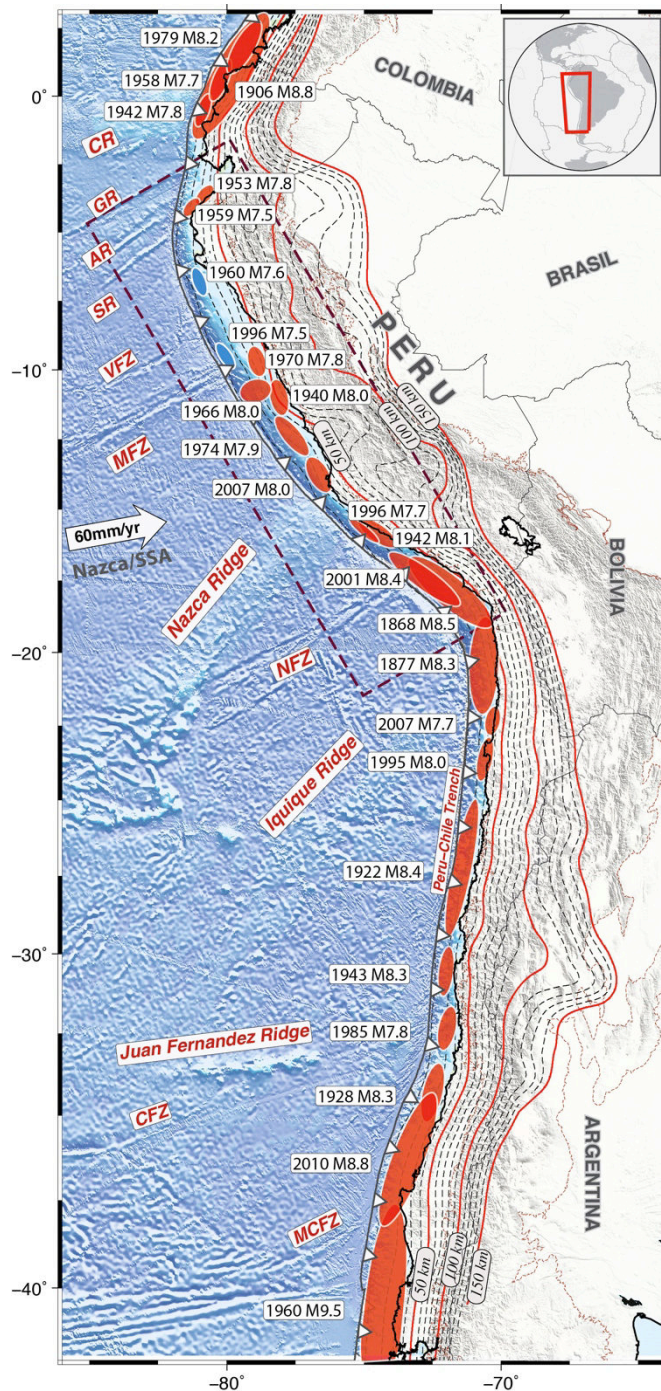 1979 M8.2
1958 M7.7
COLOMBIA
0°
1906 M8.8
1942 M7.8
CR
1953 M7.8
GR
1959 M7.5
AR
BRASIL
1960 M7.6
SR
PERU
1996 M7.5
VFZ
1970 M7.8
−10°
150 km
1940 M8.0
1966 M8.0
100 km
50 km
MFZ
1974 M7.9
2007 M8.0
1996 M7.7
60mm/yr
1942 M8.1
Nazca/SSA
BOLIVIA
2001 M8.4
Nazca Ridge
1868 M8.5
−20°
NFZ
1877 M8.3
2007 M7.7
1995 M8.0
Iquique Ridge
Peru−Chile Trench
1922 M8.4
−30°
1943 M8.3
1985 M7.8
Juan Fernandez Ridge
1928 M8.3
CFZ
ARGENTINA
2010 M8.8
MCFZ
50 km
100 km
150 km
−40°
1960 M9.5
−80°
−70°